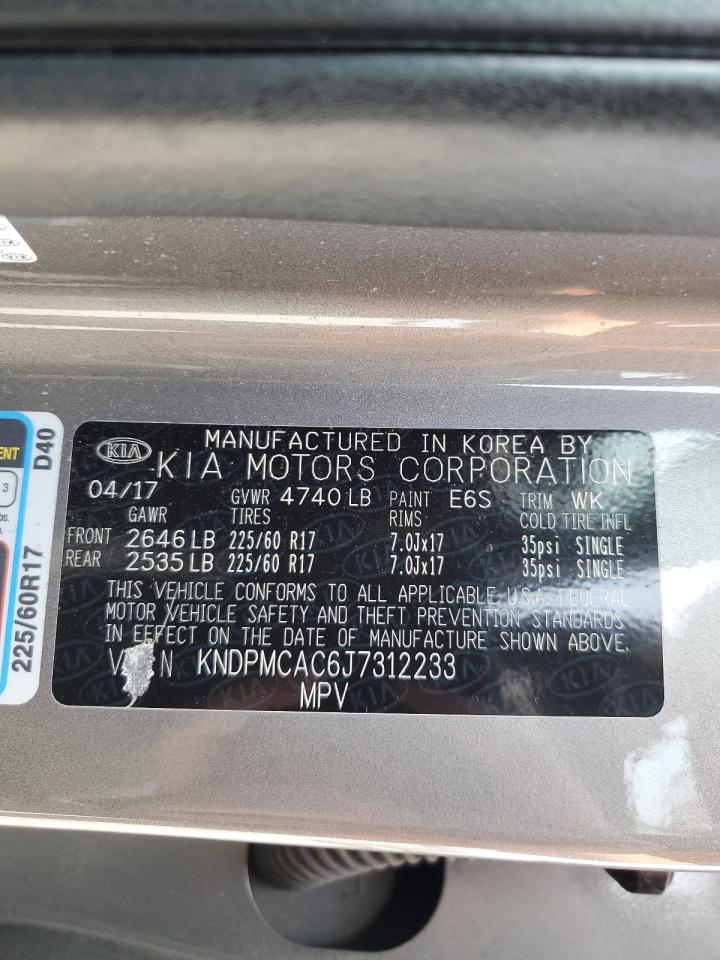 KIA
MANUFACTURED IN KOREA BY
KIA MOTORS CORPORATION
04/17 GVWR 4740 LB PAINT E6S TRIM WK
GAWR TIRES RIMS COLD TIRE INFL
FRONT 2646 LB 225/60 R17 7.0Jx17 35psi SINGLE
REAR 2535 LB 225/60 R17 7.0Jx17 35psi SINGLE
THIS VEHICLE CONFORMS TO ALL APPLICABLE U.S.A. FEDERAL
MOTOR VEHICLE SAFETY AND THEFT PREVENTION STANDARDS
IN EFFECT ON THE DATE OF MANUFACTURE SHOWN ABOVE.
V N KNDPMCAC6J7312233
MPV
225/60R17 D40
ENT
3
KIA